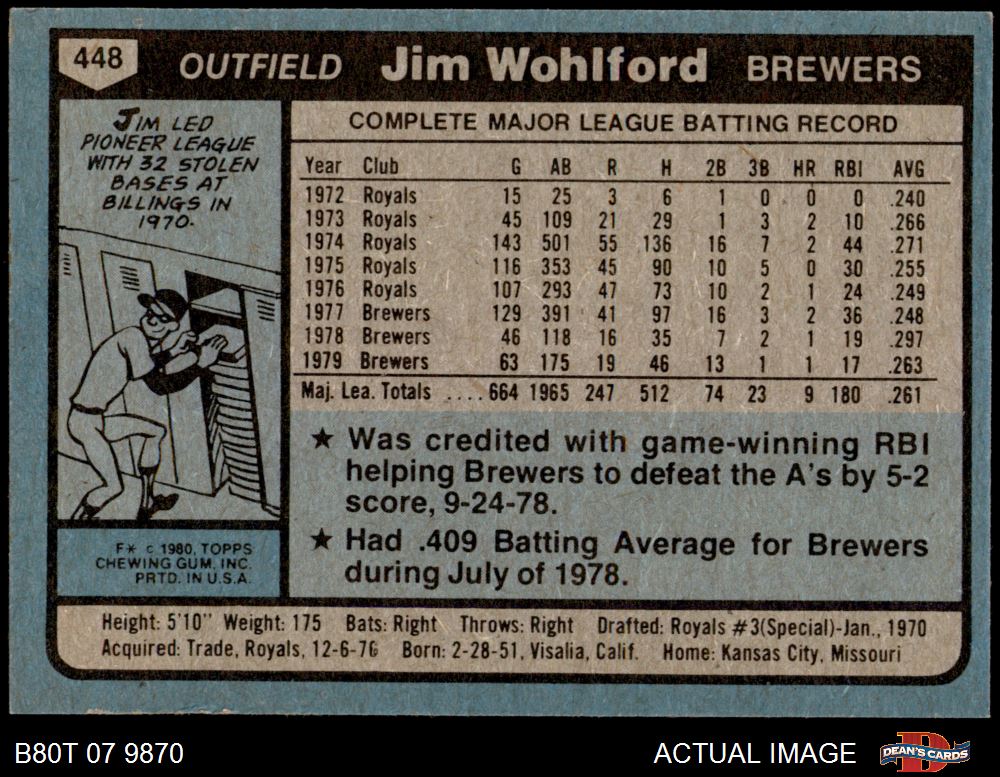 448 OUTFIELD Jim Wohlford BREWERS
JIM LED
PIONEER LEAGUE
WITH 32 STOLEN
BASES AT
BILLINGS IN
1970.
COMPLETE MAJOR LEAGUE BATTING RECORD
Year Club G AB R H 2B 3B HR RBI AVG
1972 Royals 15 25 3 6 1 0 0 0 .240
1973 Royals 45 109 21 29 1 3 2 10 .266
1974 Royals 143 501 55 136 16 7 2 44 .271
1975 Royals 116 353 45 90 10 5 0 30 .255
1976 Royals 107 293 47 73 10 2 1 24 .249
1977 Brewers 129 391 41 97 16 3 2 36 .248
1978 Brewers 46 118 16 35 7 2 1 19 .297
1979 Brewers 63 175 19 46 13 1 1 17 .263
Maj. Lea. Totals ....664 1965 247 512 74 23 9 180 .261
★ Was credited with game-winning RBI
helping Brewers to defeat the A's by 5-2
score, 9-24-78.
★ Had .409 Batting Average for Brewers
during July of 1978.
F* c 1980, TOPPS
CHEWING GUM, INC.
PRTD. IN U.S.A.
Height: 5'10" Weight: 175 Bats: Right Throws: Right Drafted: Royals #3(Special)-Jan., 1970
Acquired: Trade, Royals, 12-6-76 Born: 2-28-51, Visalia, Calif. Home: Kansas City, Missouri
B80T 07 9870 ACTUAL IMAGE DEAN'S CARDS